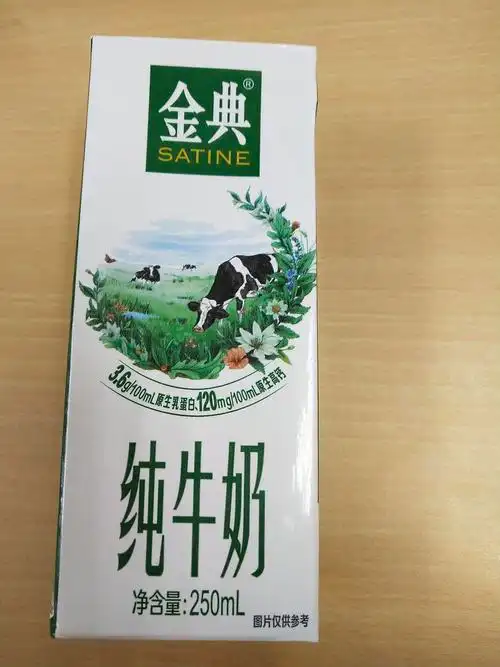 金典®
SATINE
3.6g/100mL原生乳蛋白、120mg/100mL原生高钙
纯牛奶
净含量:250mL
图片仅供参考